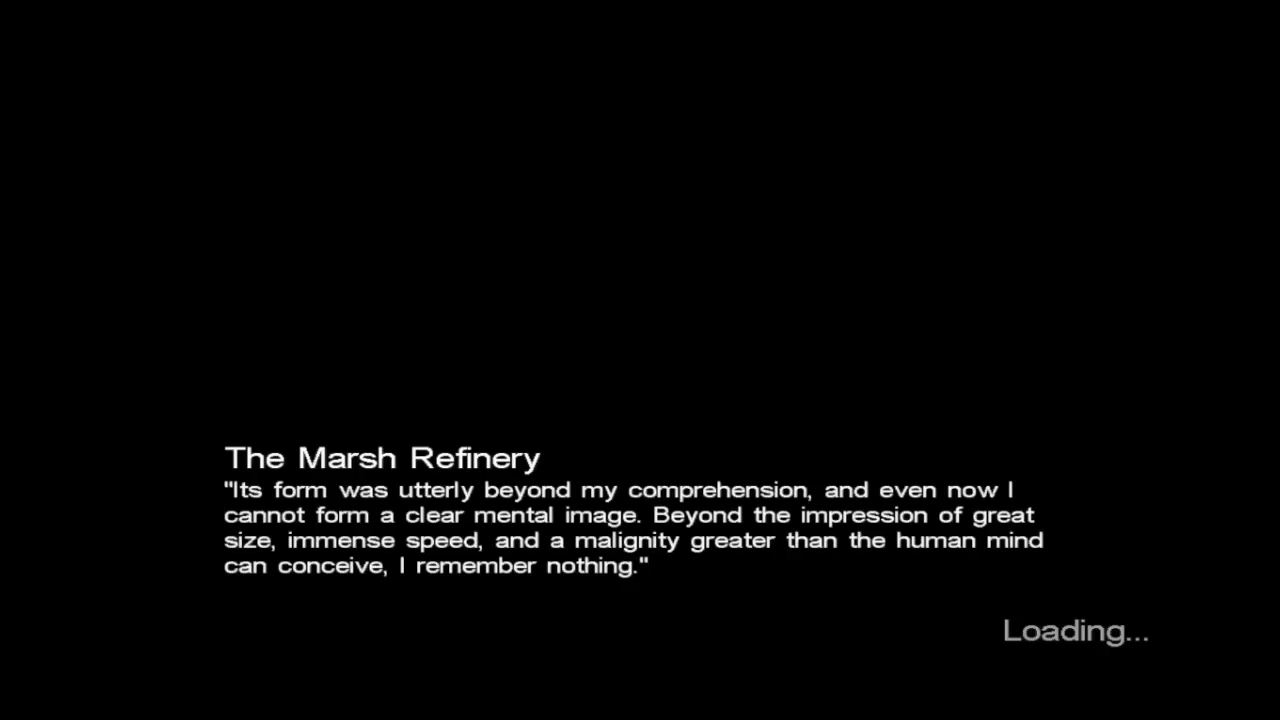 The Marsh Refinery
"Its form was utterly beyond my comprehension, and even now I
cannot form a clear mental image. Beyond the impression of great
size, immense speed, and a malignity greater than the human mind
can conceive, I remember nothing."
Loading...